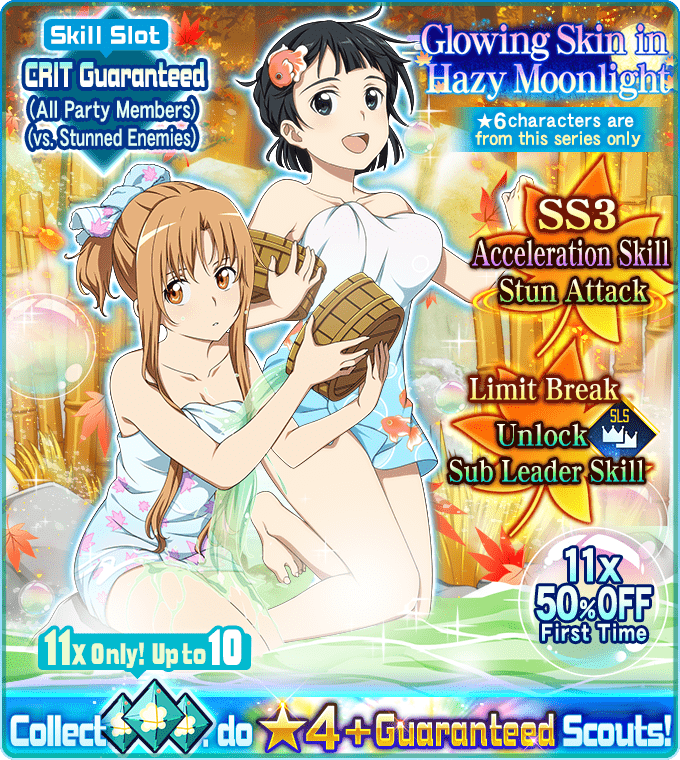 Skill Slot
CRIT Guaranteed
(All Party Members)
(vs. Stunned Enemies)
Glowing Skin in
Hazy Moonlight
★6 characters are
from this series only
SS3
Acceleration Skill
Stun Attack
Limit Break
SLS
Unlock
Sub Leader Skill
11x
50%OFF
First Time
11x Only! Up to 10
Collect . do ★4+Guaranteed Scouts!